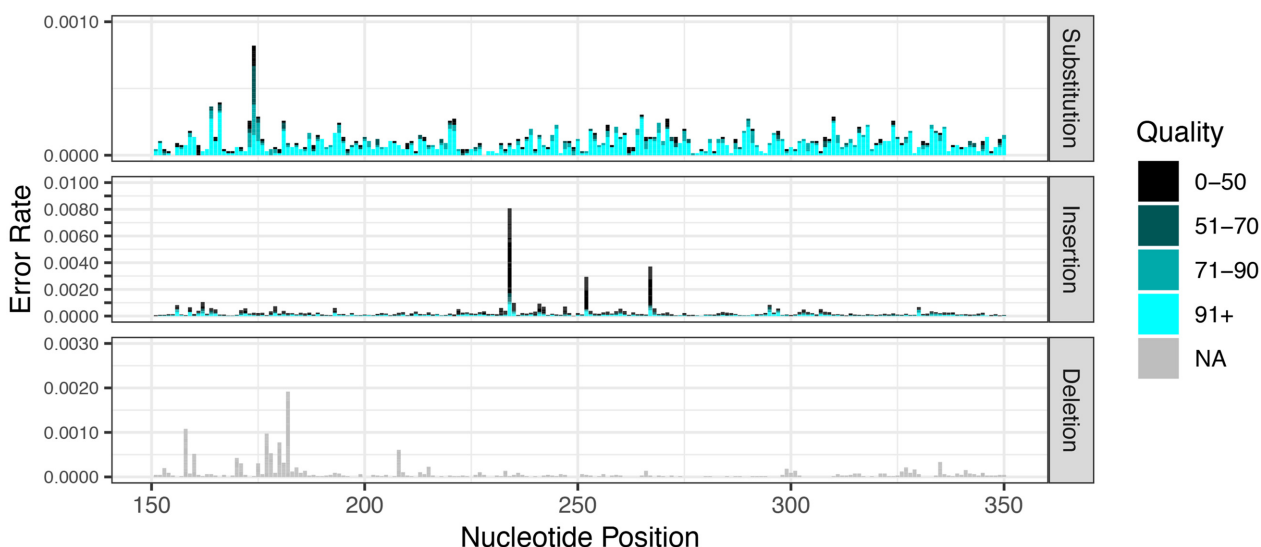 Error Rate
0.0010
0.0000
Substitution
0.0100
0.0080
0.0060
0.0040
0.0020
0.0000
Insertion
0.0030
0.0020
0.0010
0.0000
Deletion
150 200 250 300 350
Nucleotide Position
Quality
0–50
51–70
71–90
91+
NA